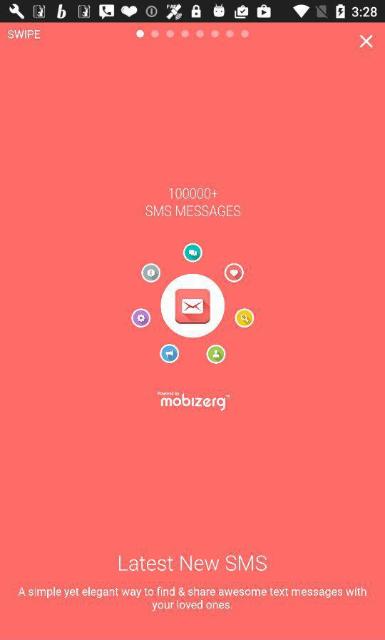 3:28
SWIPE
100000+
SMS MESSAGES
Powered by
mobizerg™
Latest New SMS
A simple yet elegant way to find & share awesome text messages with
your loved ones.